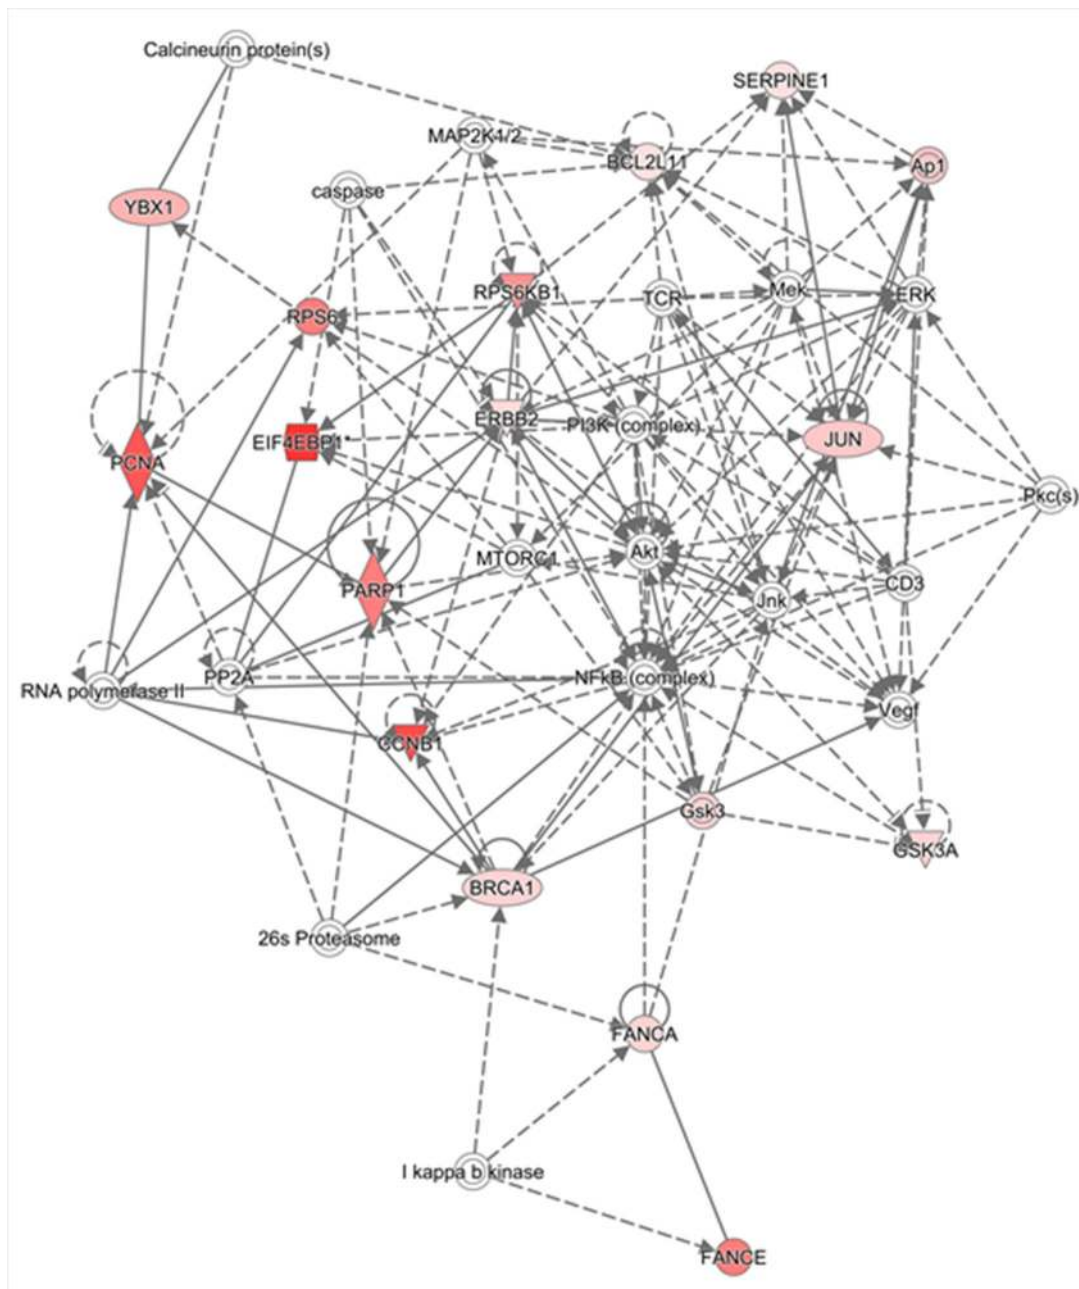 Calcineurin protein(s)
SERPINE1
MAP2K1/2
BCL2L11
Ap1
caspase
YBX1
RPS6KB1
TCR
Mek
ERK
RPS6
ERBB2
PI3K (complex)
JUN
EIF4EBP1*
PCNA
Pkc(s)
MTORC1
Akt
CD3
PARP1
Jnk
RNA polymerase II
PP2A
NFkB (complex)
Vegf
CCNB1
Gsk3
GSK3A
BRCA1
26s Proteasome
FANCA
I kappa b kinase
FANCE